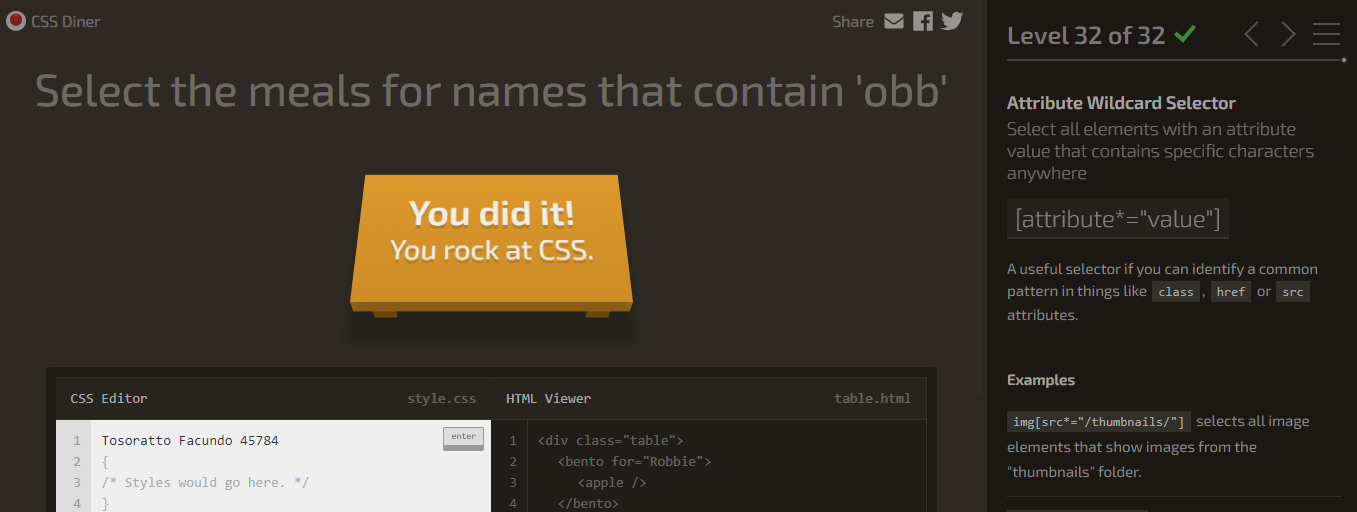 CSS Diner
Share
Level 32 of 32
Select the meals for names that contain 'obb'
You did it!
You rock at CSS.
CSS Editor
style.css
HTML Viewer
table.html
1
2
3
4
Tosoratto Facundo 45784
{
/* Styles would go here. */
}
enter
1
2
3
4
<div class="table">
<bento for="Robbie">
<apple />
</bento>
Attribute Wildcard Selector
Select all elements with an attribute
value that contains specific characters
anywhere
[attribute*="value"]
A useful selector if you can identify a common
pattern in things like class , href or src
attributes.
Examples
img[src*="/thumbnails/"] selects all image
elements that show images from the
"thumbnails" folder.